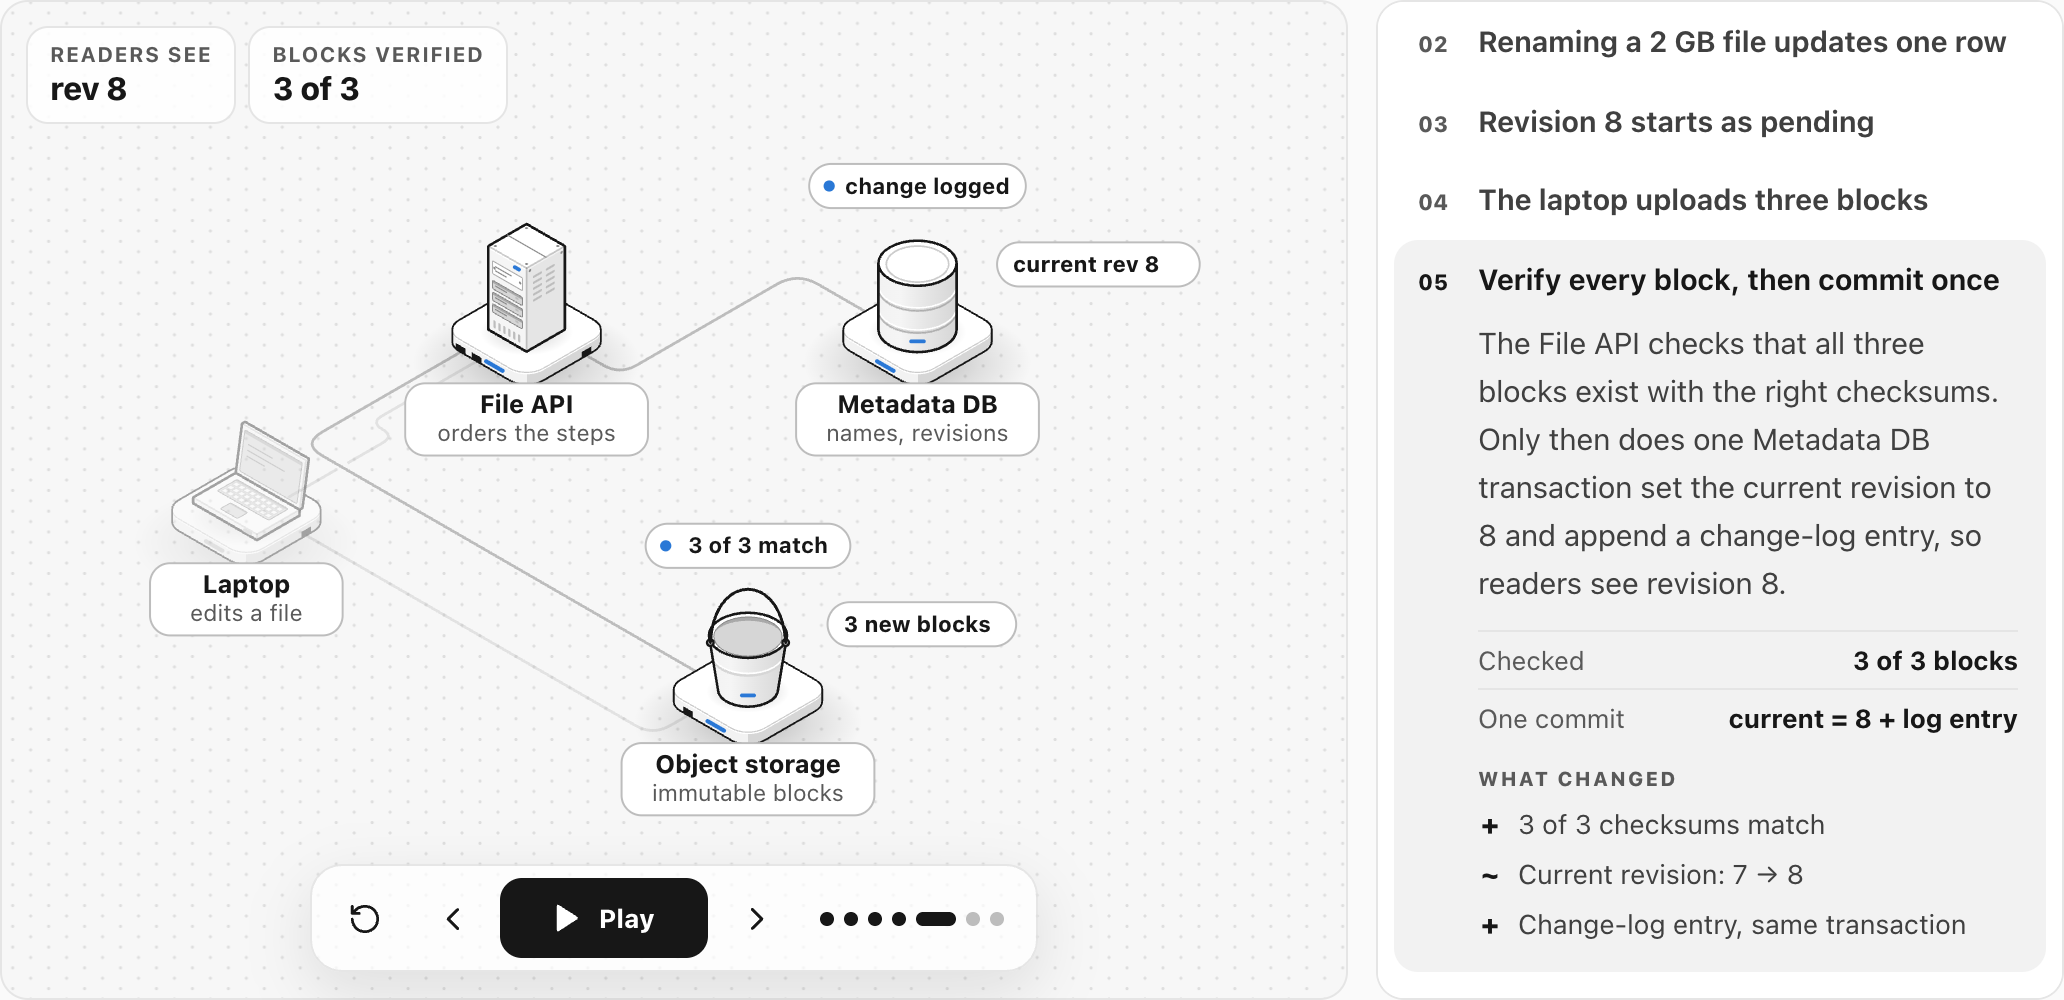 READERS SEE
rev 8
BLOCKS VERIFIED
3 of 3
change logged
current rev 8
File API
orders the steps
Metadata DB
names, revisions
3 of 3 match
Laptop
edits a file
3 new blocks
Object storage
immutable blocks
Play
02 Renaming a 2 GB file updates one row
03 Revision 8 starts as pending
04 The laptop uploads three blocks
05 Verify every block, then commit once
The File API checks that all three
blocks exist with the right checksums.
Only then does one Metadata DB
transaction set the current revision to
8 and append a change-log entry, so
readers see revision 8.
Checked 3 of 3 blocks
One commit current = 8 + log entry
WHAT CHANGED
+ 3 of 3 checksums match
~ Current revision: 7 → 8
+ Change-log entry, same transaction